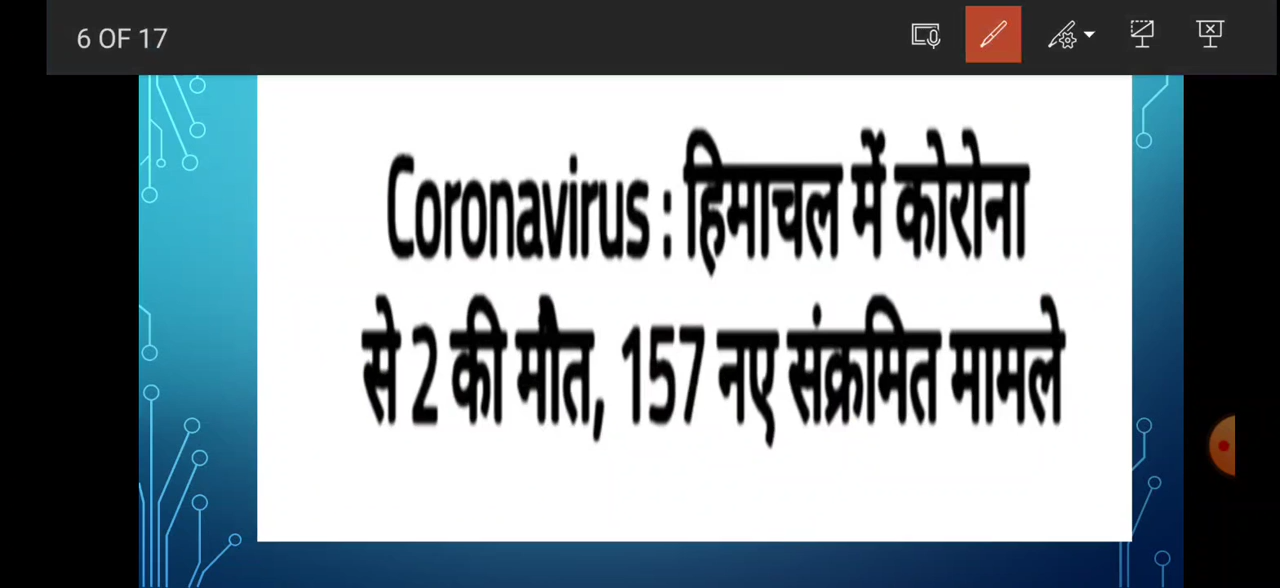 6 OF 17
Coronavirus : हिमाचल में कोरोना
से 2 की मौत, 157 नए संक्रमित मामले